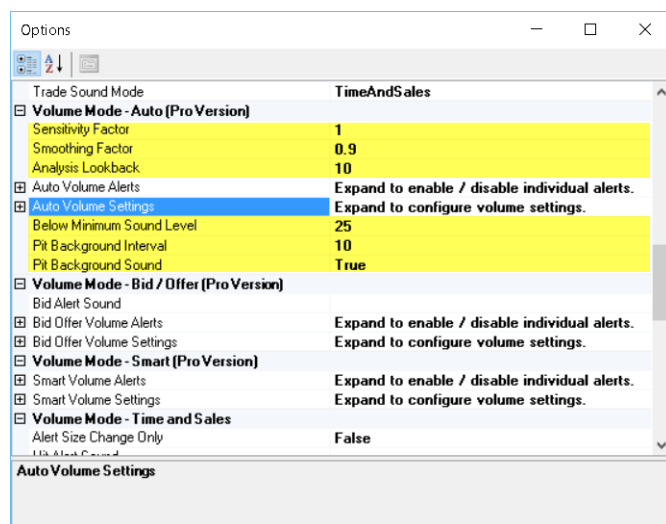 Options
Trade Sound Mode TimeAndSales
Volume Mode - Auto (Pro Version)
Sensitivity Factor 1
Smoothing Factor 0.9
Analysis Lookback 10
Auto Volume Alerts Expand to enable / disable individual alerts.
Auto Volume Settings Expand to configure volume settings.
Below Minimum Sound Level 25
Pit Background Interval 10
Pit Background Sound True
Volume Mode - Bid / Offer (Pro Version)
Bid Alert Sound
Bid Offer Volume Alerts Expand to enable / disable individual alerts.
Bid Offer Volume Settings Expand to configure volume settings.
Volume Mode - Smart (Pro Version)
Smart Volume Alerts Expand to enable / disable individual alerts.
Smart Volume Settings Expand to configure volume settings.
Volume Mode - Time and Sales
Alert Size Change Only False
Auto Volume Settings